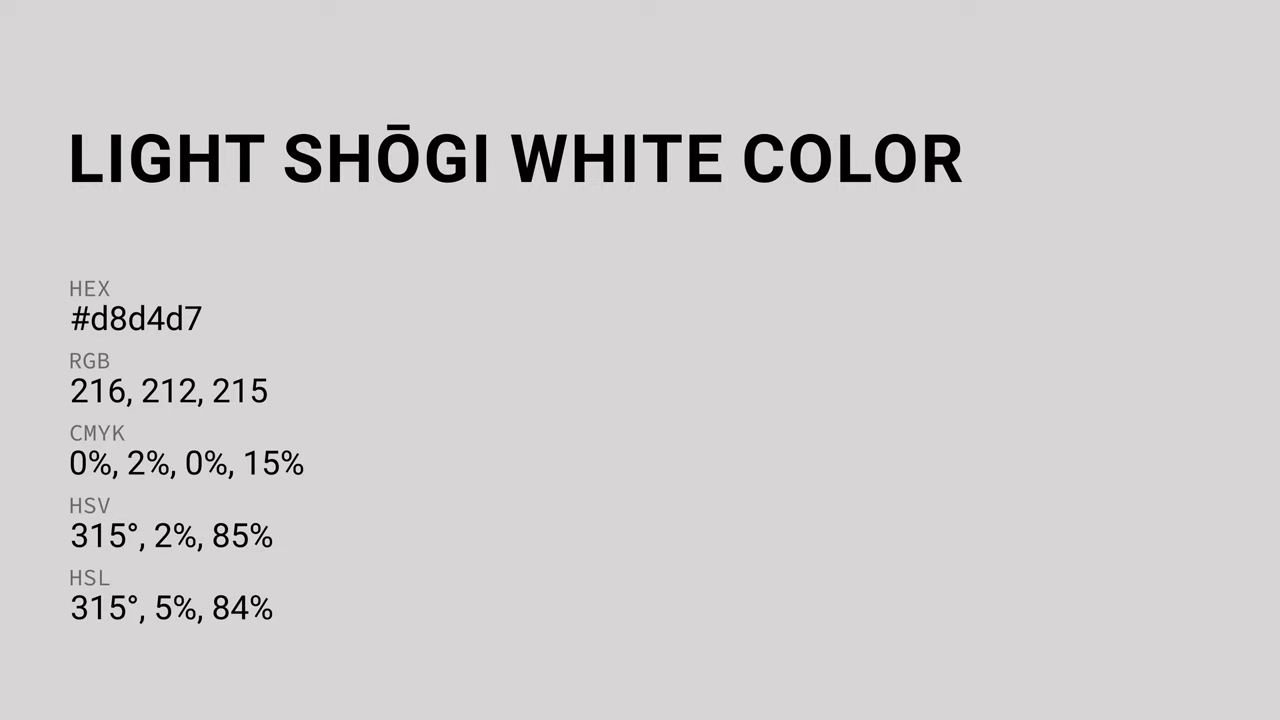 LIGHT SHŌGI WHITE COLOR
HEX
#d8d4d7
RGB
216, 212, 215
CMYK
0%, 2%, 0%, 15%
HSV
315°, 2%, 85%
HSL
315°, 5%, 84%